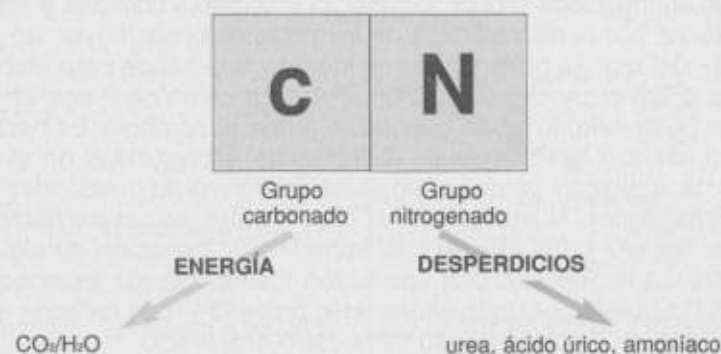 C N
Grupo carbonado
Grupo nitrogenado
ENERGÍA
DESPERDICIOS
CO₂/H₂O
urea, ácido úrico, amoníaco